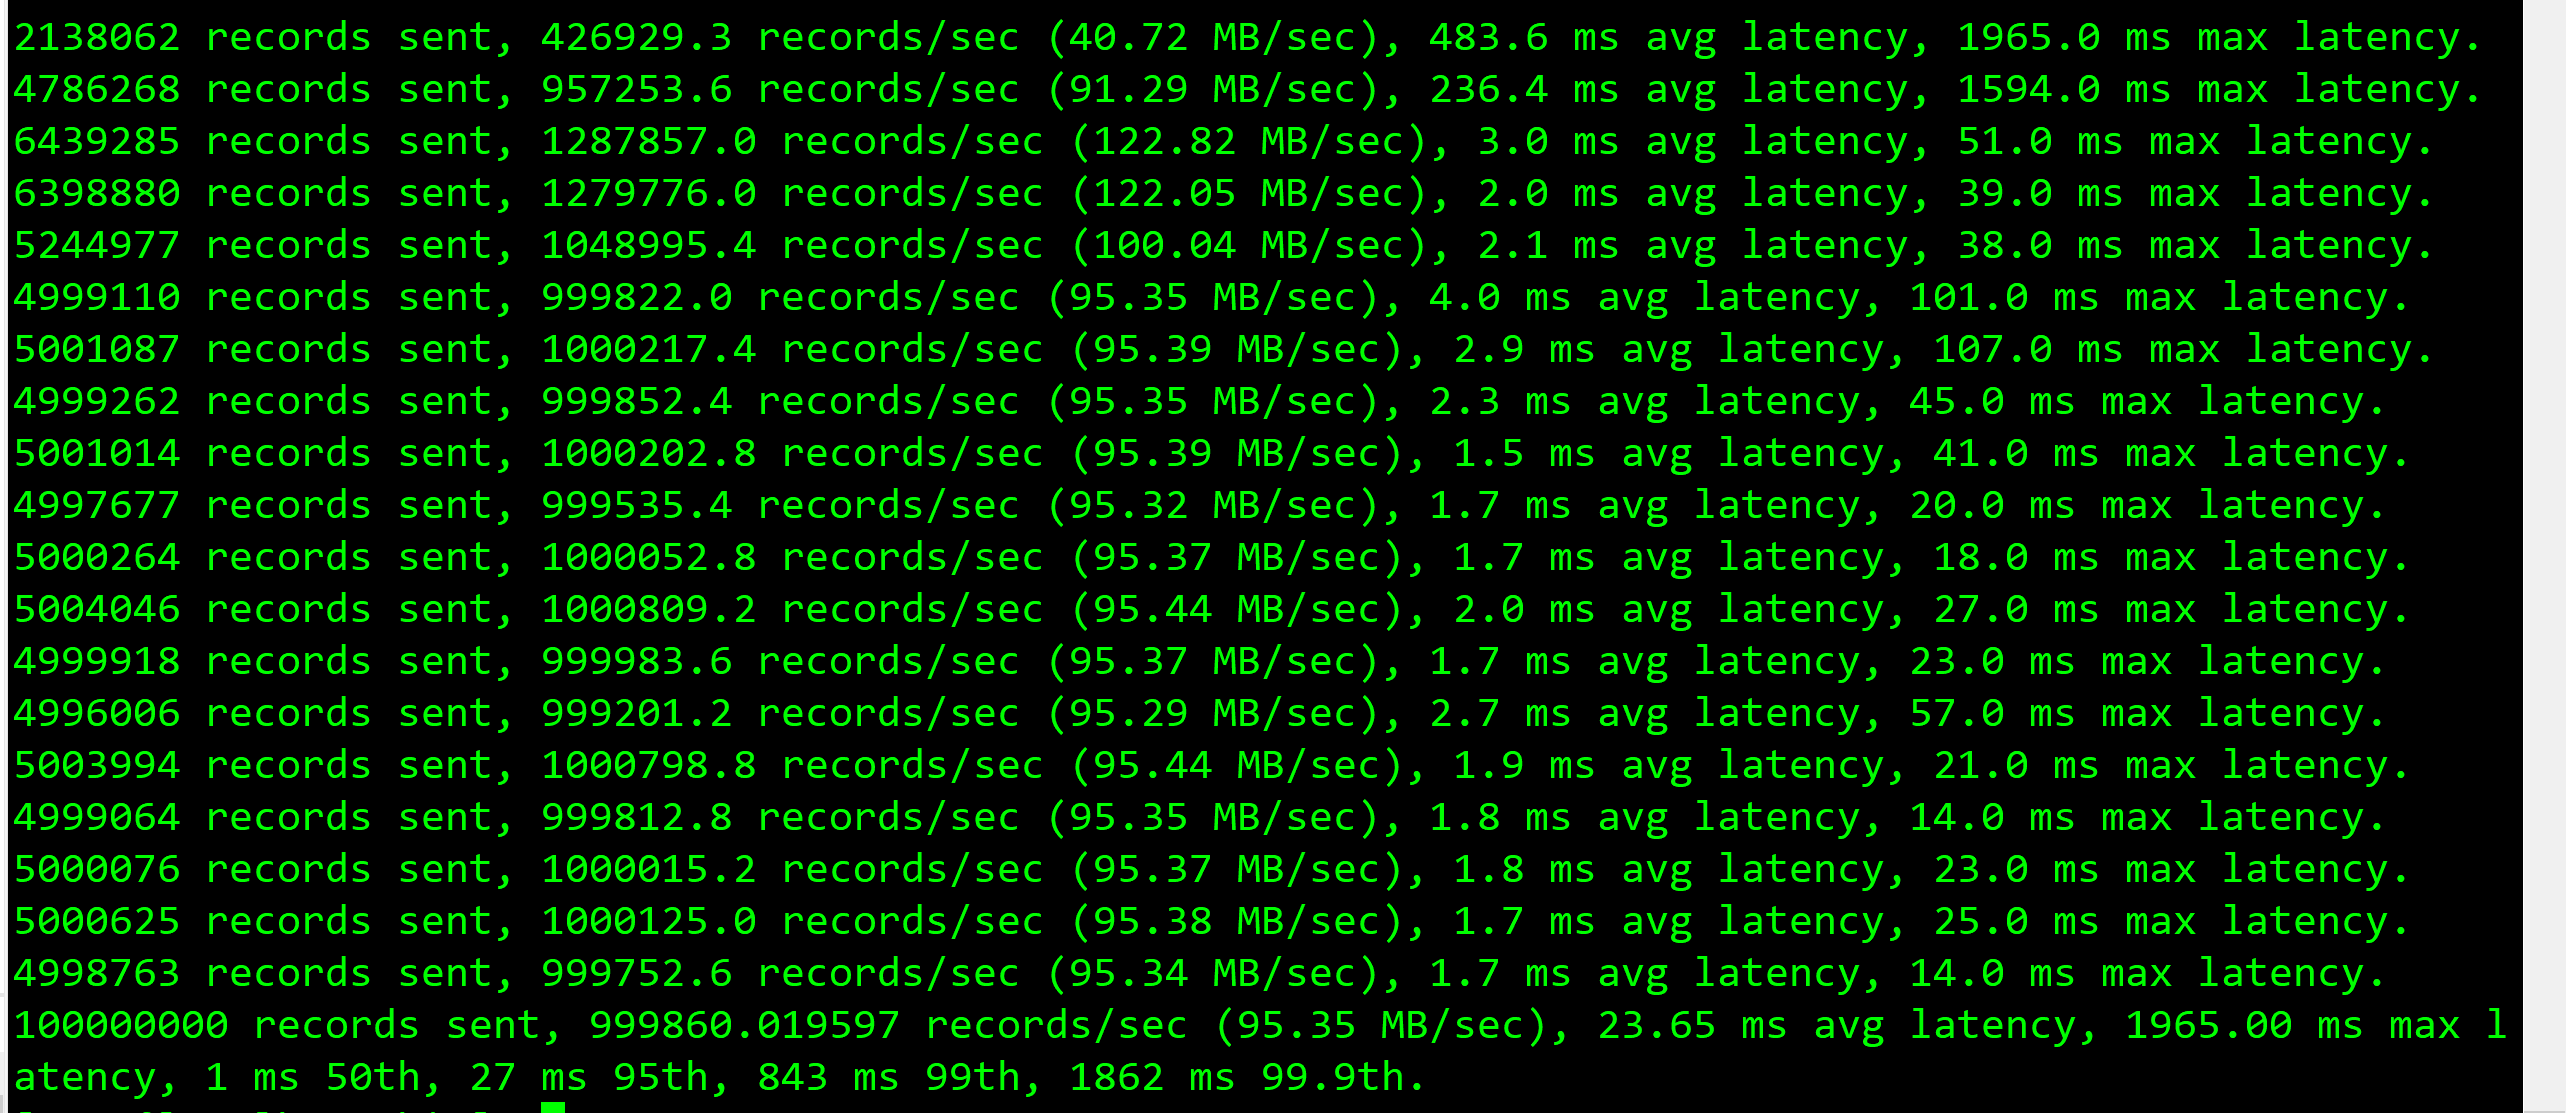 2138062 records sent, 426929.3 records/sec (40.72 MB/sec), 483.6 ms avg latency, 1965.0 ms max latency.
4786268 records sent, 957253.6 records/sec (91.29 MB/sec), 236.4 ms avg latency, 1594.0 ms max latency.
6439285 records sent, 1287857.0 records/sec (122.82 MB/sec), 3.0 ms avg latency, 51.0 ms max latency.
6398880 records sent, 1279776.0 records/sec (122.05 MB/sec), 2.0 ms avg latency, 39.0 ms max latency.
5244977 records sent, 1048995.4 records/sec (100.04 MB/sec), 2.1 ms avg latency, 38.0 ms max latency.
4999110 records sent, 999822.0 records/sec (95.35 MB/sec), 4.0 ms avg latency, 101.0 ms max latency.
5001087 records sent, 1000217.4 records/sec (95.39 MB/sec), 2.9 ms avg latency, 107.0 ms max latency.
4999262 records sent, 999852.4 records/sec (95.35 MB/sec), 2.3 ms avg latency, 45.0 ms max latency.
5001014 records sent, 1000202.8 records/sec (95.39 MB/sec), 1.5 ms avg latency, 41.0 ms max latency.
4997677 records sent, 999535.4 records/sec (95.32 MB/sec), 1.7 ms avg latency, 20.0 ms max latency.
5000264 records sent, 1000052.8 records/sec (95.37 MB/sec), 1.7 ms avg latency, 18.0 ms max latency.
5004046 records sent, 1000809.2 records/sec (95.44 MB/sec), 2.0 ms avg latency, 27.0 ms max latency.
4999918 records sent, 999983.6 records/sec (95.37 MB/sec), 1.7 ms avg latency, 23.0 ms max latency.
4996006 records sent, 999201.2 records/sec (95.29 MB/sec), 2.7 ms avg latency, 57.0 ms max latency.
5003994 records sent, 1000798.8 records/sec (95.44 MB/sec), 1.9 ms avg latency, 21.0 ms max latency.
4999064 records sent, 999812.8 records/sec (95.35 MB/sec), 1.8 ms avg latency, 14.0 ms max latency.
5000076 records sent, 1000015.2 records/sec (95.37 MB/sec), 1.8 ms avg latency, 23.0 ms max latency.
5000625 records sent, 1000125.0 records/sec (95.38 MB/sec), 1.7 ms avg latency, 25.0 ms max latency.
4998763 records sent, 999752.6 records/sec (95.34 MB/sec), 1.7 ms avg latency, 14.0 ms max latency.
100000000 records sent, 999860.019597 records/sec (95.35 MB/sec), 23.65 ms avg latency, 1965.00 ms max l
atency, 1 ms 50th, 27 ms 95th, 843 ms 99th, 1862 ms 99.9th.